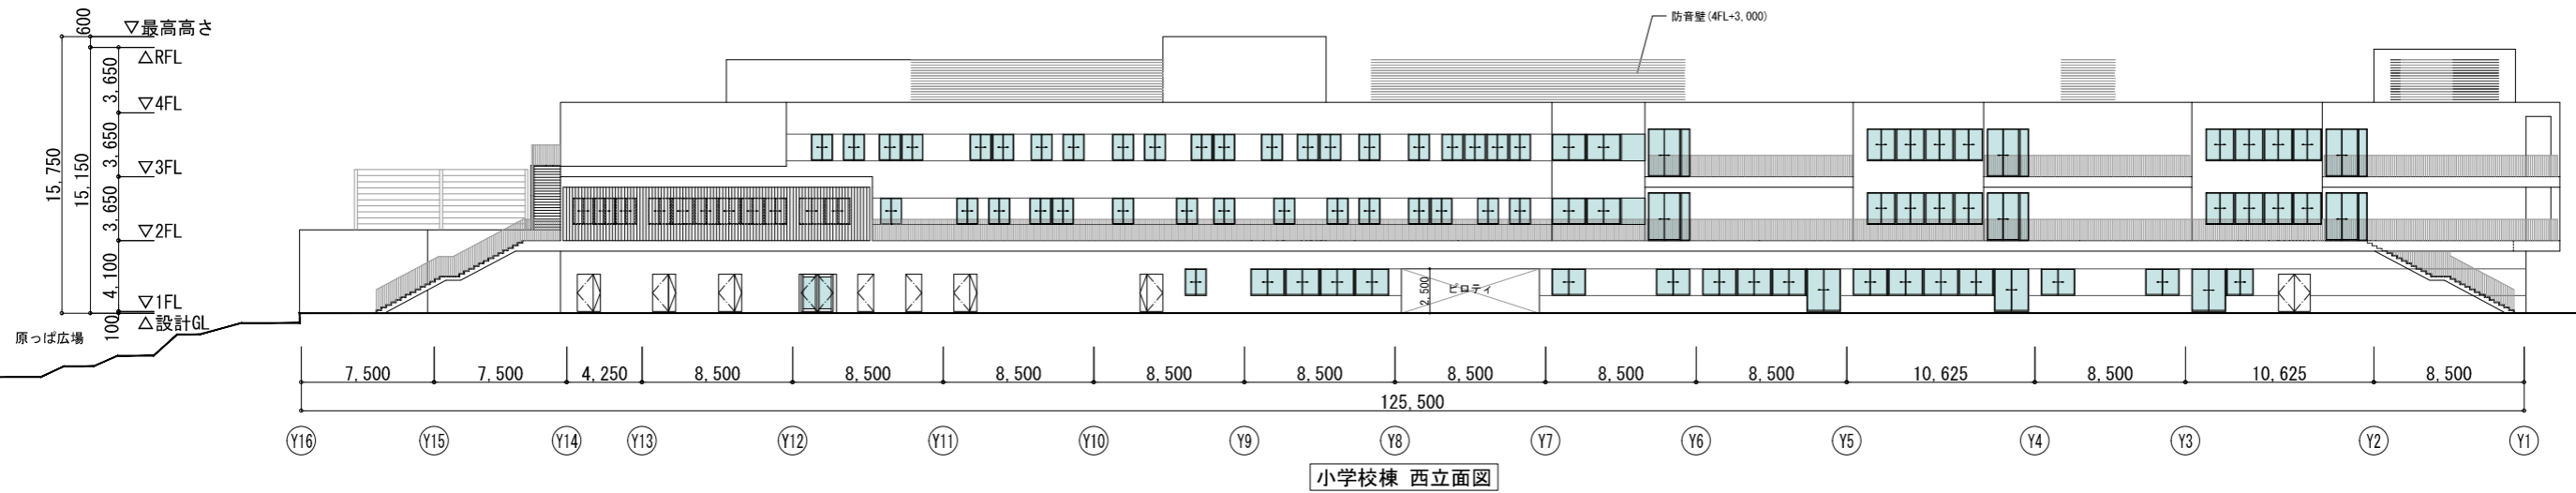 防音壁(4FL+3,000)
600
▽最高高さ
△RFL
3,650
▽4FL
3,650
▽3FL
15,750
15,150
3,650
▽2FL
4,100
▽1FL
100
△設計GL
原っぱ広場
2,500
ピロティ
7,500 7,500 4,250 8,500 8,500 8,500 8,500 8,500 8,500 8,500 8,500 10,625 8,500 10,625 8,500
125,500
Y16 Y15 Y14 Y13 Y12 Y11 Y10 Y9 Y8 Y7 Y6 Y5 Y4 Y3 Y2 Y1
小学校棟 西立面図